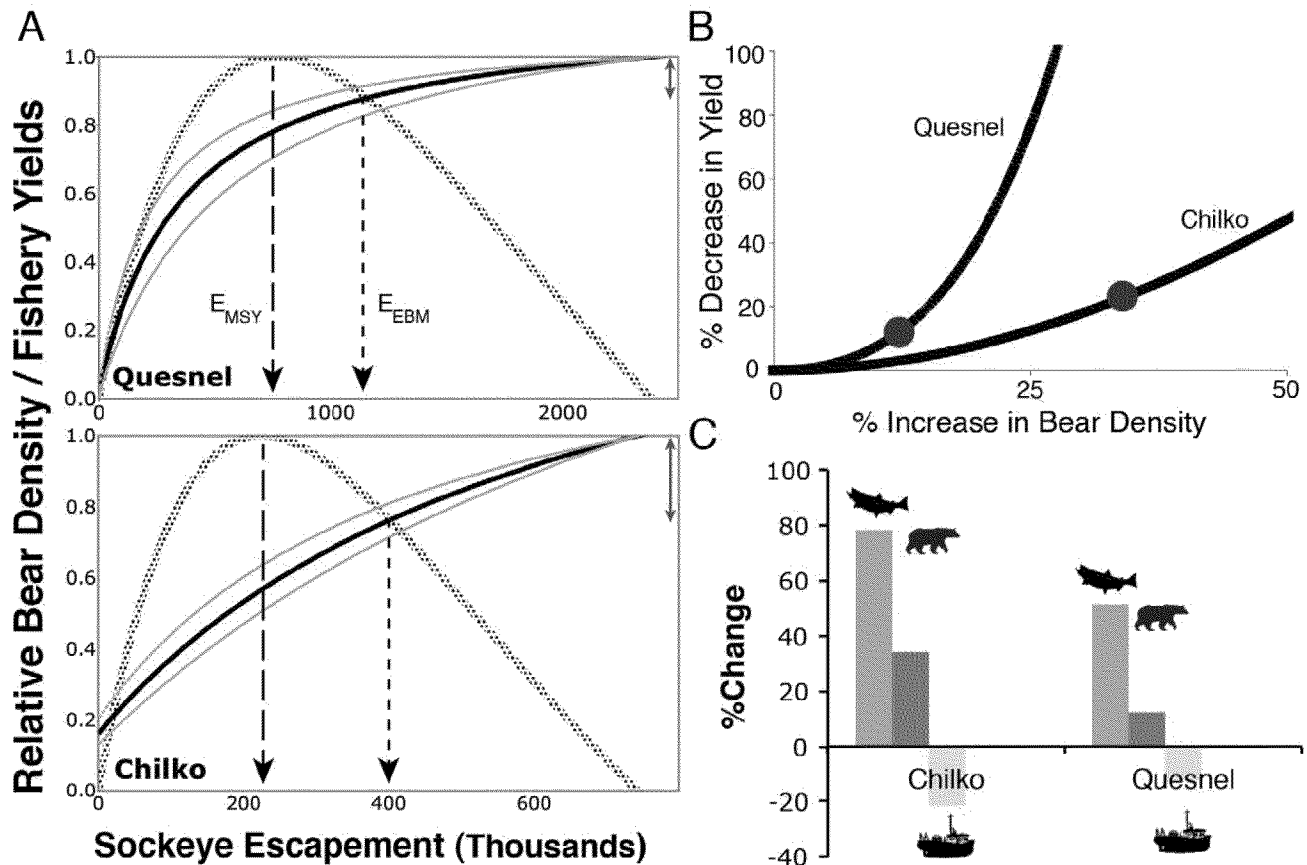 A
Relative Bear Density / Fishery Yields
1.0
0.8
0.6
0.4
0.2
0.0
E_MSY
E_EBM
Quesnel
0
1000
2000
1.0
0.8
0.6
0.4
0.2
0.0
Chilko
0
200
400
600
Sockeye Escapement (Thousands)
B
% Decrease in Yield
100
80
60
40
20
0
Quesnel
Chilko
0
25
50
% Increase in Bear Density
C
%Change
100
80
60
40
20
0
-20
-40
Chilko
Quesnel